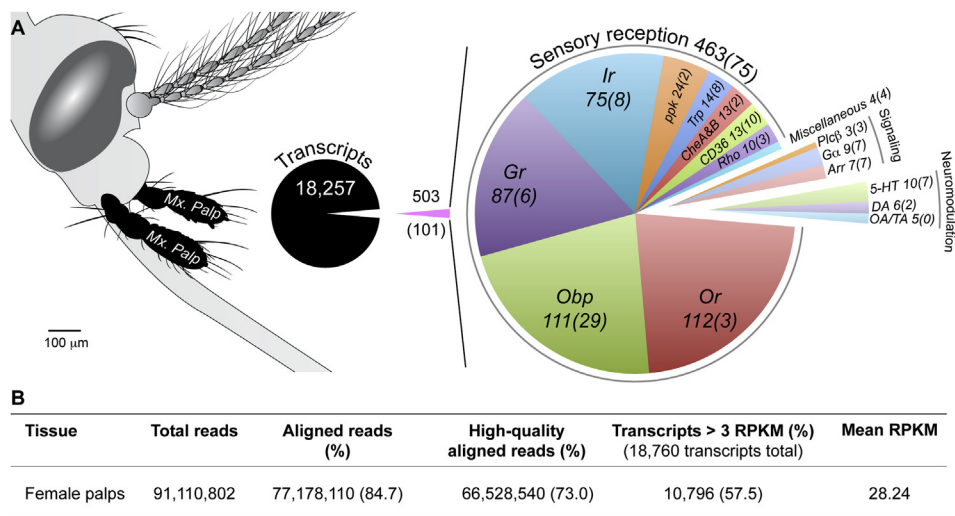 A
Mx. Palp
Mx. Palp
100 μm
Transcripts
18,257
503
(101)
Sensory reception 463(75)
Ir
75(8)
ppk 24(2)
Trp 14(8)
CheA&B 13(2)
CD36 13(10)
Rho 10(3)
Miscellaneous 4(4)
Plcβ 3(3)
Gα 9(7)
Arr 7(7)
Signaling
5-HT 10(7)
DA 6(2)
OA/TA 5(0)
Neuromodulation
Gr
87(6)
Obp
111(29)
Or
112(3)
B
Tissue Total reads Aligned reads (%) High-quality aligned reads (%) Transcripts > 3 RPKM (%) (18,760 transcripts total) Mean RPKM
Female palps 91,110,802 77,178,110 (84.7) 66,528,540 (73.0) 10,796 (57.5) 28.24